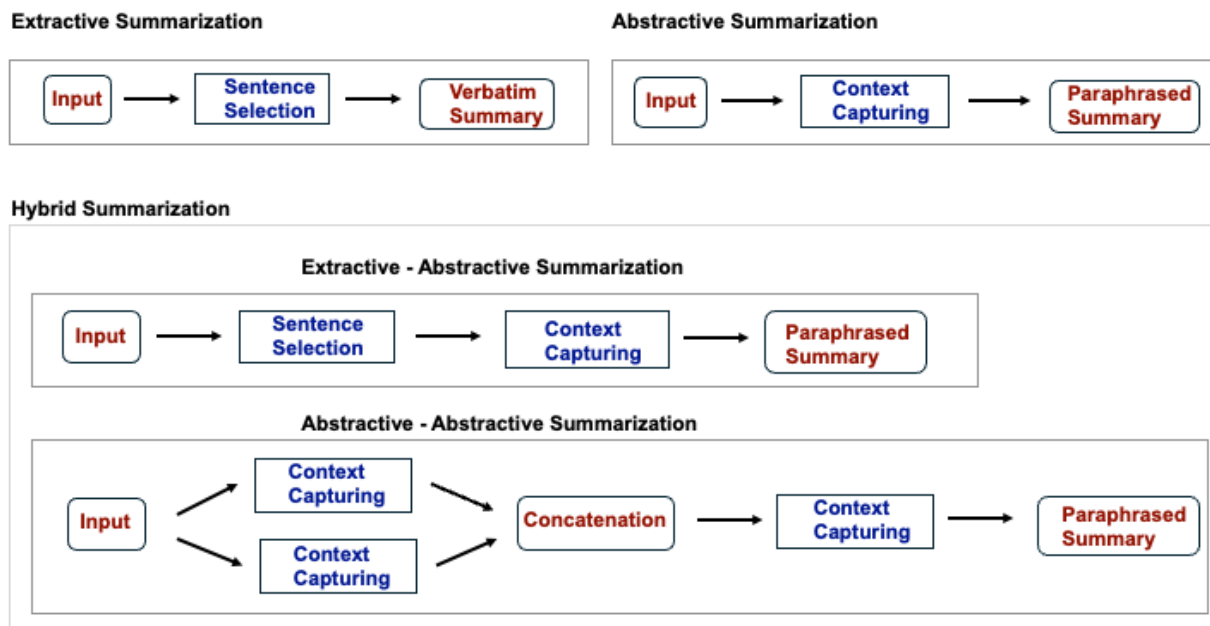 Extractive Summarization
Abstractive Summarization
Input
Sentence
Selection
Verbatim
Summary
Input
Context
Capturing
Paraphrased
Summary
Hybrid Summarization
Extractive - Abstractive Summarization
Input
Sentence
Selection
Context
Capturing
Paraphrased
Summary
Abstractive - Abstractive Summarization
Input
Context
Capturing
Context
Capturing
Concatenation
Context
Capturing
Paraphrased
Summary